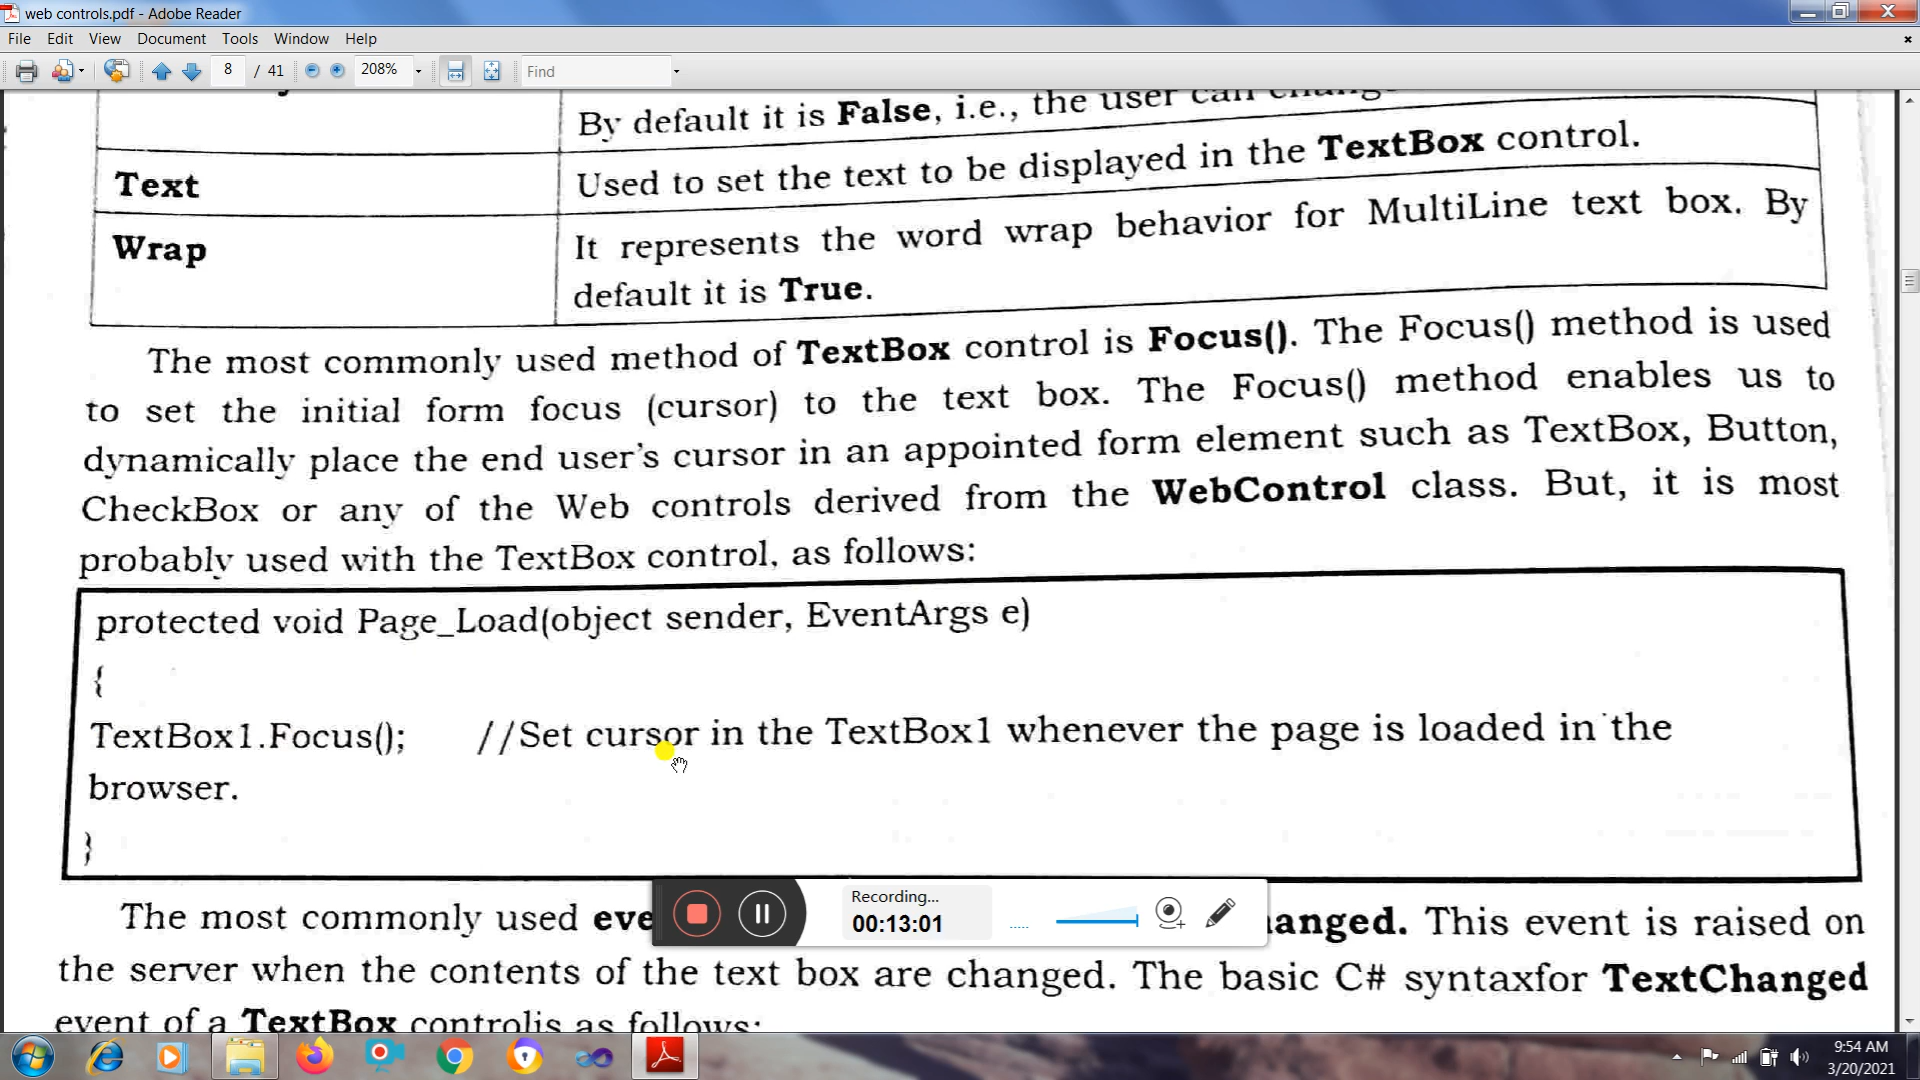 web controls.pdf - Adobe Reader
File Edit View Document Tools Window Help
8 / 41 208% Find
By default it is False, i.e., the user can change
Text Used to set the text to be displayed in the TextBox control.
Wrap It represents the word wrap behavior for MultiLine text box. By
default it is True.
The most commonly used method of TextBox control is Focus(). The Focus() method is used
to set the initial form focus (cursor) to the text box. The Focus() method enables us to
dynamically place the end user's cursor in an appointed form element such as TextBox, Button,
CheckBox or any of the Web controls derived from the WebControl class. But, it is most
probably used with the TextBox control, as follows:
protected void Page_Load(object sender, EventArgs e)
{
TextBox1.Focus(); //Set cursor in the TextBox1 whenever the page is loaded in the
browser.
}
Recording...
00:13:01
The most commonly used eve anged. This event is raised on
the server when the contents of the text box are changed. The basic C# syntaxfor TextChanged
event of a TextBox controlis as follows:
9:54 AM
3/20/2021